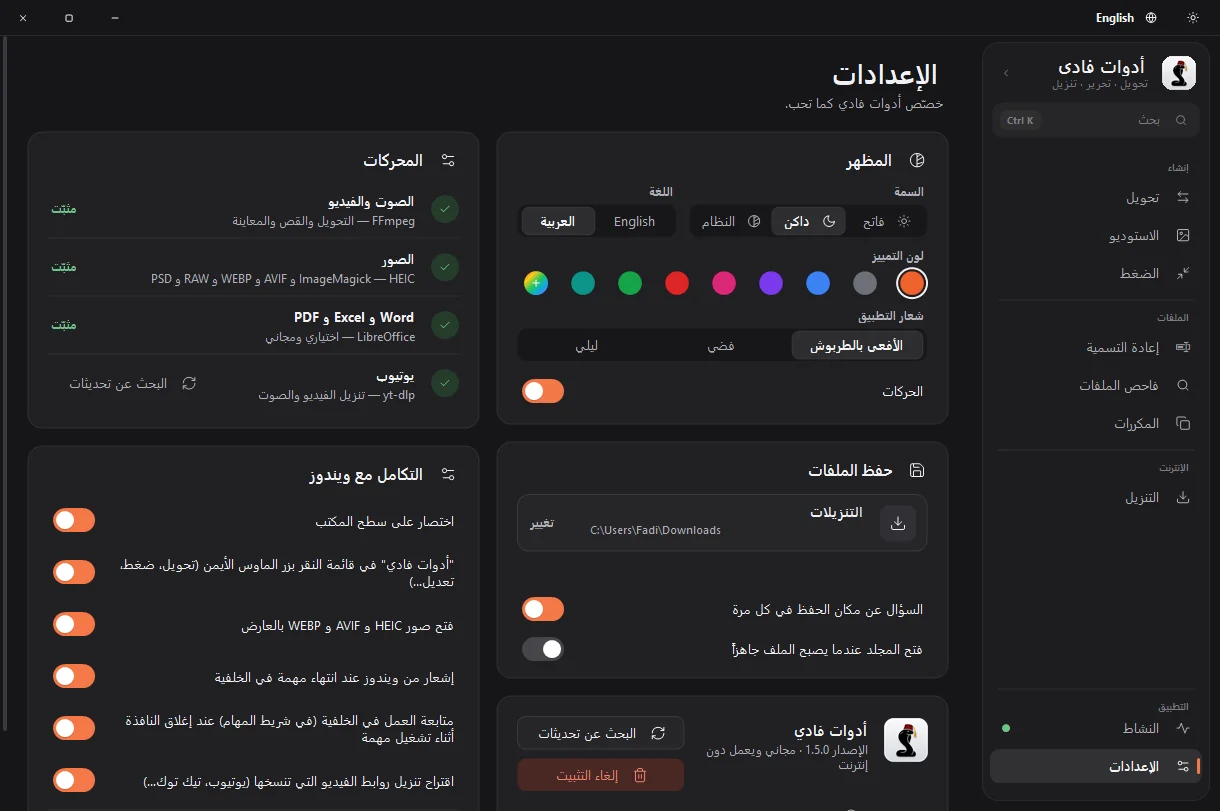 English
أدوات فادي
تحويل · تحرير · تنزيل
بحث
Ctrl K
إنشاء
تحويل
الاستوديو
الضغط
الملفات
إعادة التسمية
فاحص الملفات
المكررات
الإنترنت
التنزيل
التطبيق
النشاط
الإعدادات
الإعدادات
خصّص أدوات فادي كما تحب.
المظهر
السمة
فاتح
داكن
النظام
اللغة
English
العربية
لون التمييز
شعار التطبيق
الأفعى بالطربوش
فضي
ليلي
الحركات
حفظ الملفات
التنزيلات
C:\Users\Fadi\Downloads
تغيير
السؤال عن مكان الحفظ في كل مرة
فتح المجلد عندما يصبح الملف جاهزاً
أدوات فادي
الإصدار 1.5.0 · مجاني ويعمل دون
إنترنت
البحث عن تحديثات
إلغاء التثبيت
المحركات
الصوت والفيديو
FFmpeg — التحويل والقص والمعاينة
مثبّت
الصور
ImageMagick — HEIC و AVIF و WEBP و RAW و PSD
مثبّت
Word و Excel و PDF
LibreOffice — اختياري ومجاني
مثبّت
يوتيوب
yt-dlp — تنزيل الفيديو والصوت
البحث عن تحديثات
التكامل مع ويندوز
اختصار على سطح المكتب
"أدوات فادي" في قائمة النقر بزر الماوس الأيمن (تحويل، ضغط،
تعديل...)
فتح صور HEIC و AVIF و WEBP بالعارض
إشعار من ويندوز عند انتهاء مهمة في الخلفية
متابعة العمل في الخلفية (في شريط المهام) عند إغلاق النافذة
أثناء تشغيل مهمة
اقتراح تنزيل روابط الفيديو التي تنسخها (يوتيوب، تيك توك...)